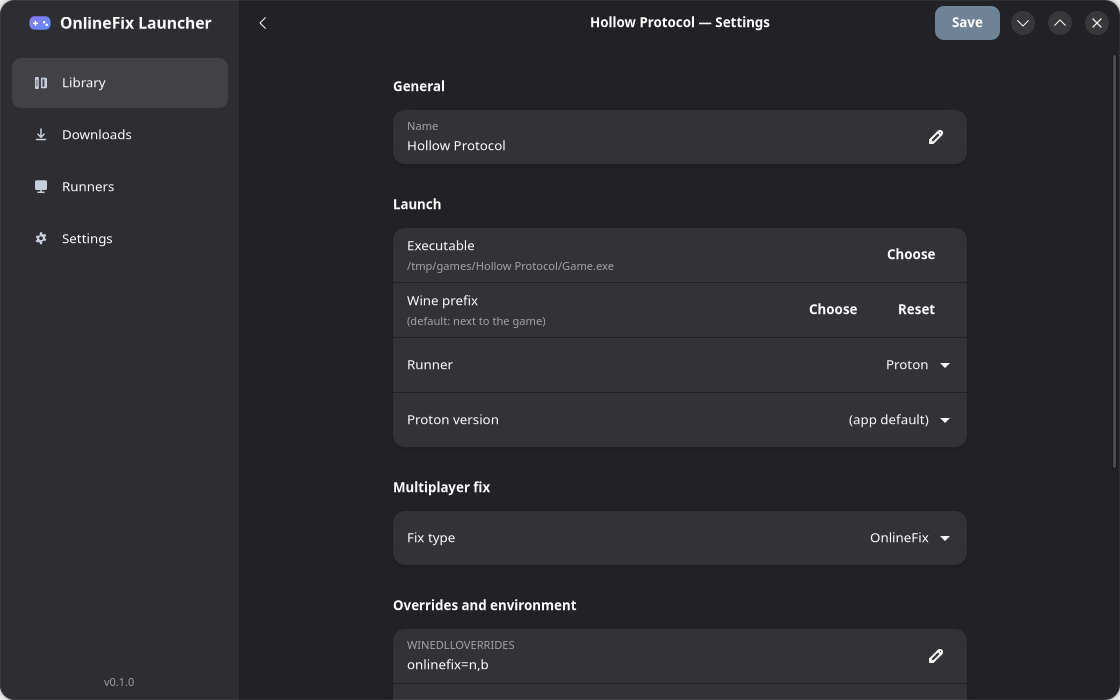 OnlineFix Launcher
Hollow Protocol — Settings
Save
Library
Downloads
Runners
Settings
General
Name
Hollow Protocol
Launch
Executable
/tmp/games/Hollow Protocol/Game.exe
Choose
Wine prefix
(default: next to the game)
Choose
Reset
Runner
Proton
Proton version
(app default)
Multiplayer fix
Fix type
OnlineFix
Overrides and environment
WINEDLLOVERRIDES
onlinefix=n,b
v0.1.0